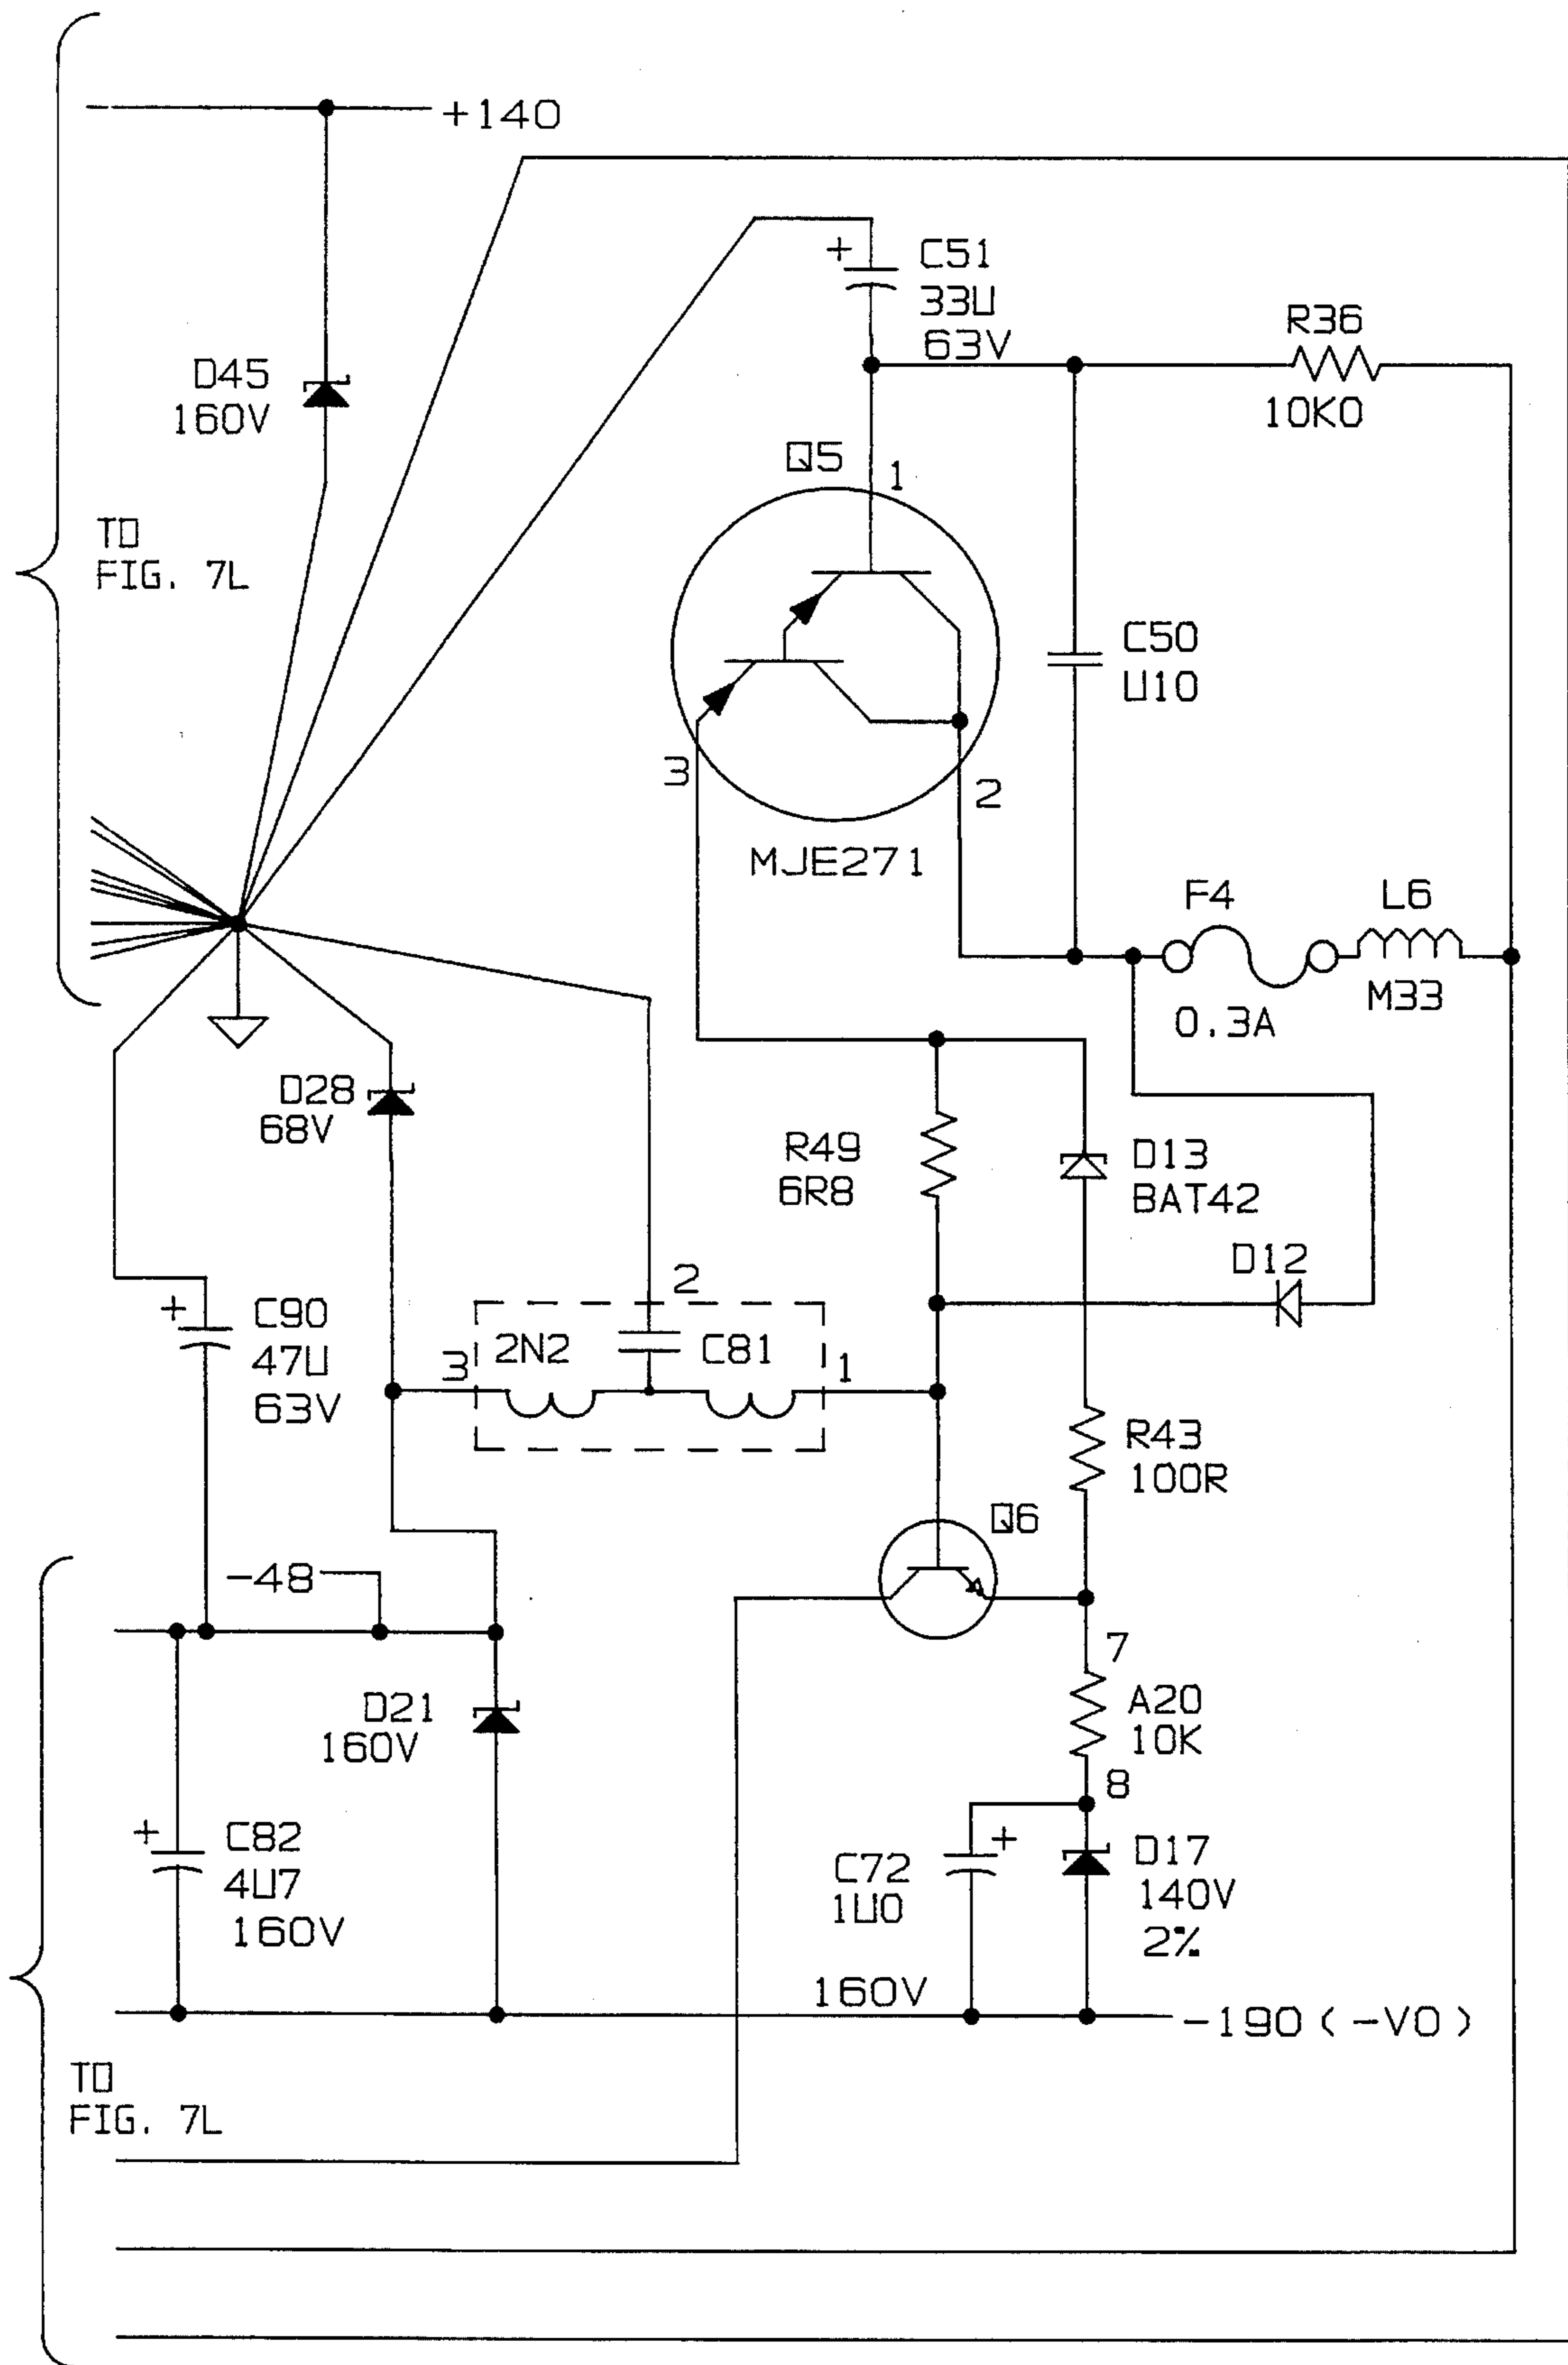 +140
+
C51
33U
63V
R36
10K0
D45
160V
Q5
1
TO
FIG. 7L
C50
U10
3
2
MJE271
F4
L6
0.3A
M33
D28
68V
R49
6R8
D13
BAT42
D12
2
+
C90
47U
63V
3
2N2
C81
1
R43
100R
Q6
-48
7
D21
160V
A20
10K
8
+
C82
4U7
160V
+
C72
1U0
160V
D17
140V
2%
-190 (-VO)
TO
FIG. 7L